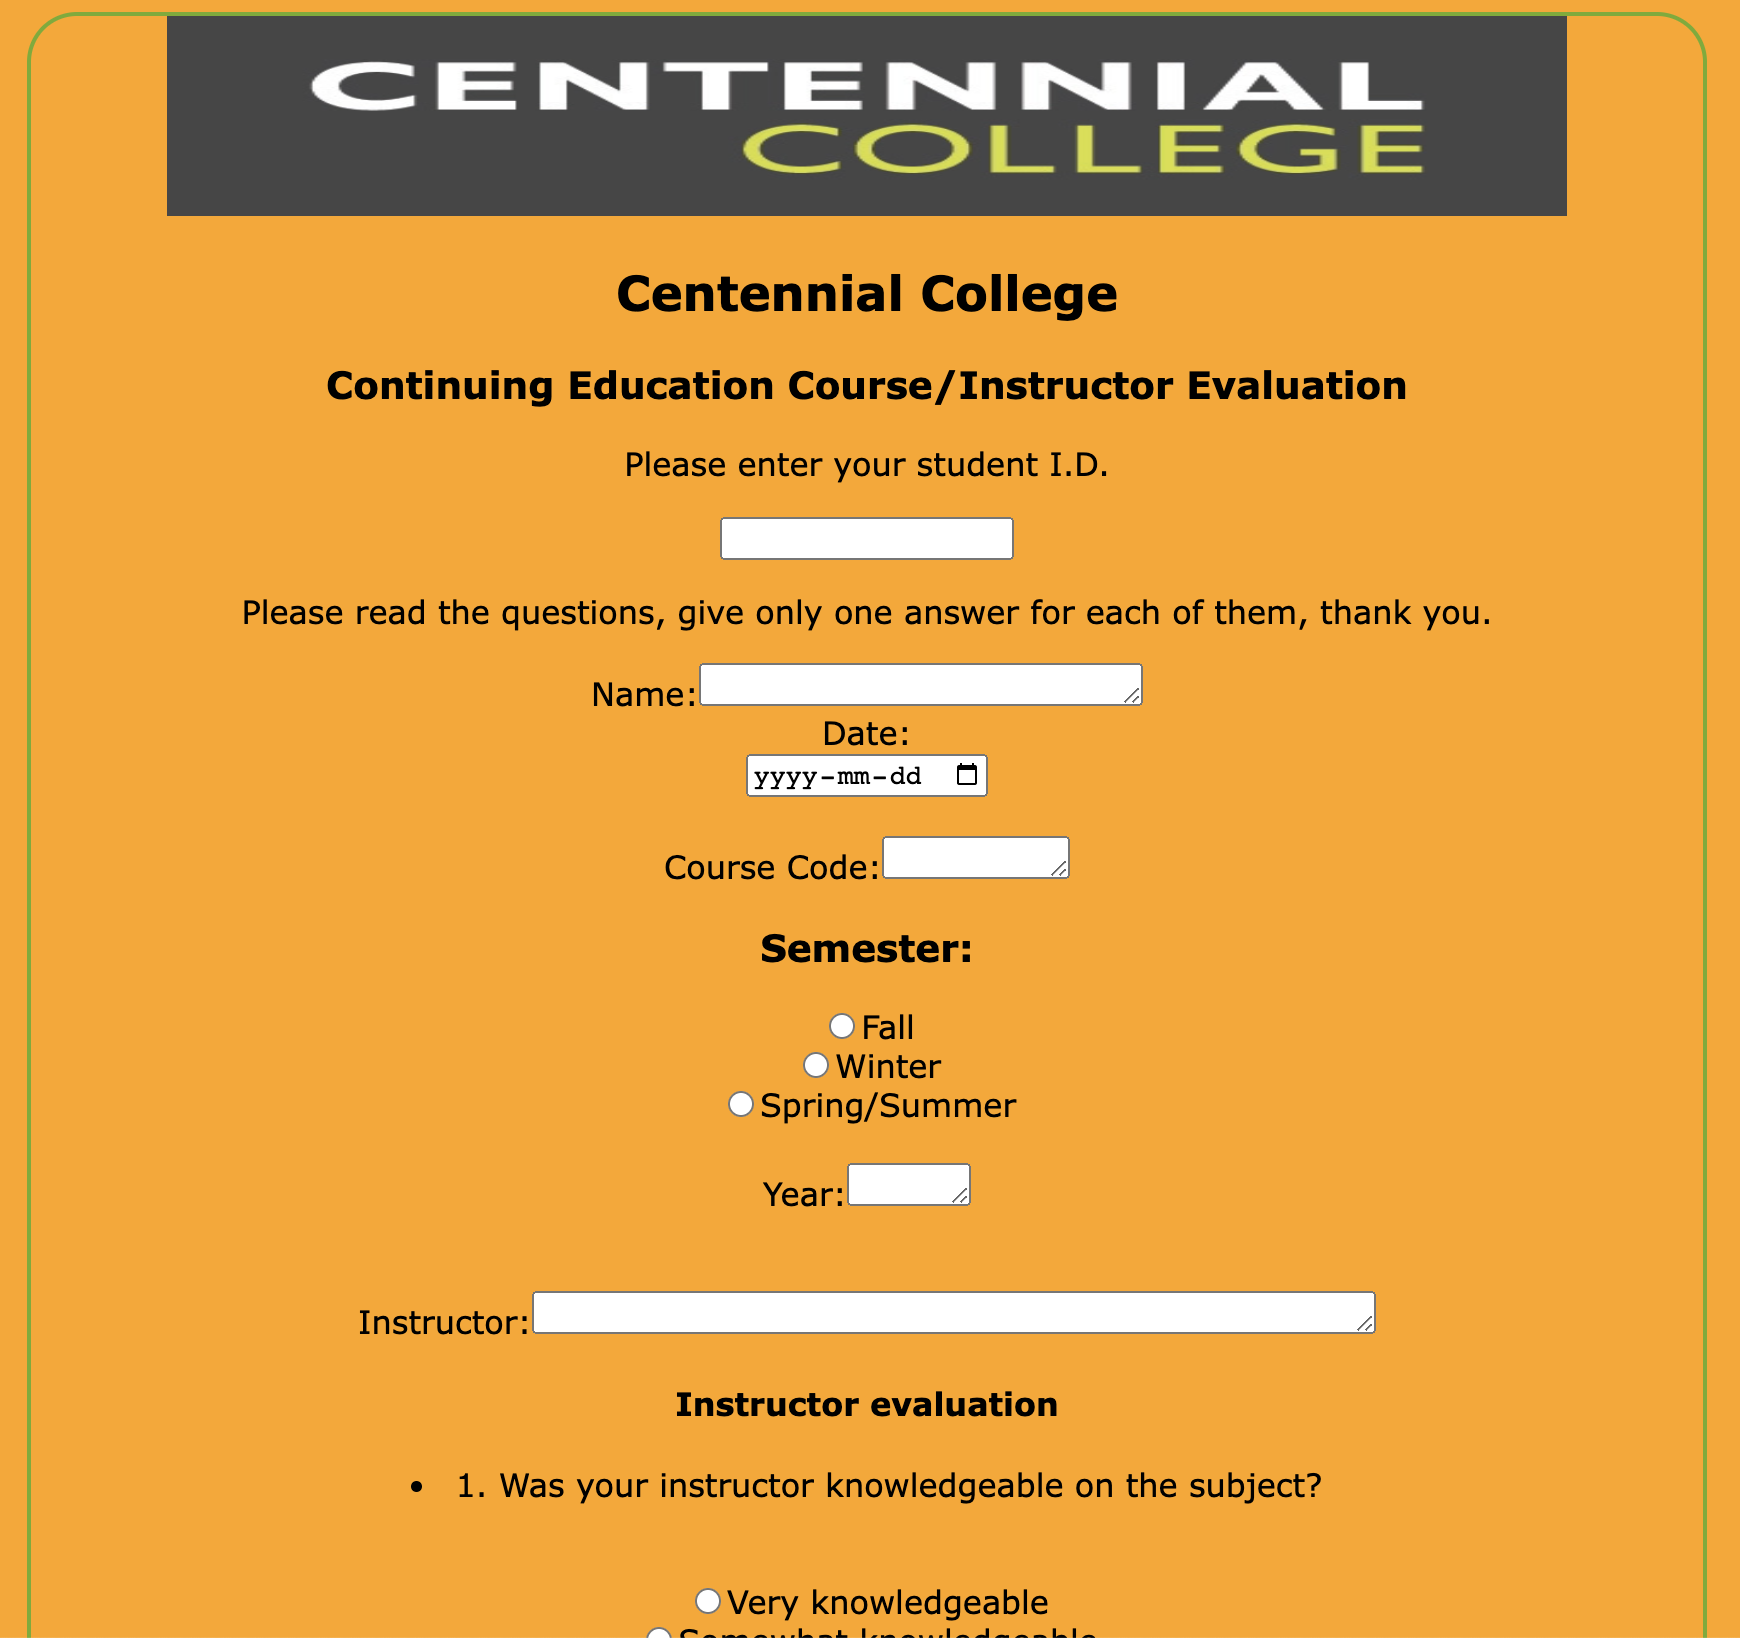 CENTENNIAL
COLLEGE
Centennial College
Continuing Education Course/Instructor Evaluation
Please enter your student I.D.
Please read the questions, give only one answer for each of them, thank you.
Name:
Date:
yyyy-mm-dd
Course Code:
Semester:
Fall
Winter
Spring/Summer
Year:
Instructor:
Instructor evaluation
• 1. Was your instructor knowledgeable on the subject?
Very knowledgeable
Somewhat knowledgeable